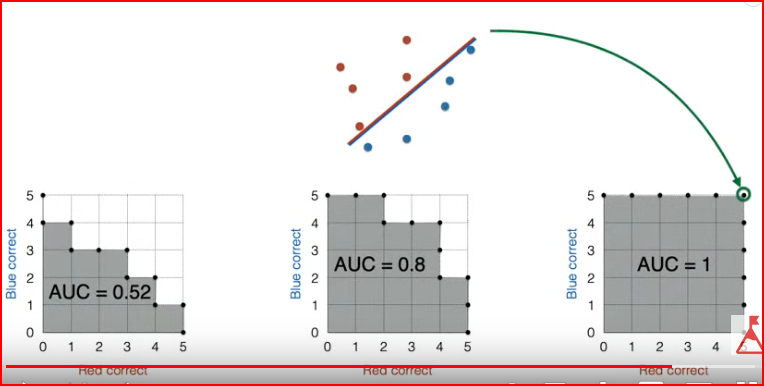 5
4
3
2
1
0
Blue correct
AUC = 0.52
0 1 2 3 4 5
Red correct
5
4
3
2
1
0
Blue correct
AUC = 0.8
0 1 2 3 4 5
Red correct
5
4
3
2
1
0
Blue correct
AUC = 1
0 1 2 3 4
Red correct